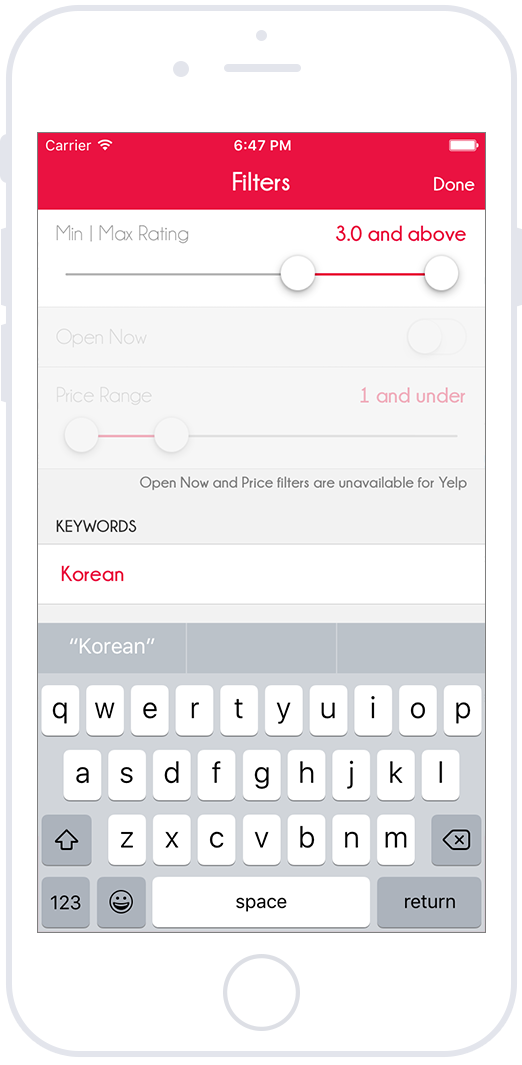 Carrier 6:47 PM
Filters Done
Min | Max Rating 3.0 and above
Open Now
Price Range 1 and under
Open Now and Price filters are unavailable for Yelp
KEYWORDS
Korean
“Korean”
q w e r t y u i o p
a s d f g h j k l
z x c v b n m
123 space return